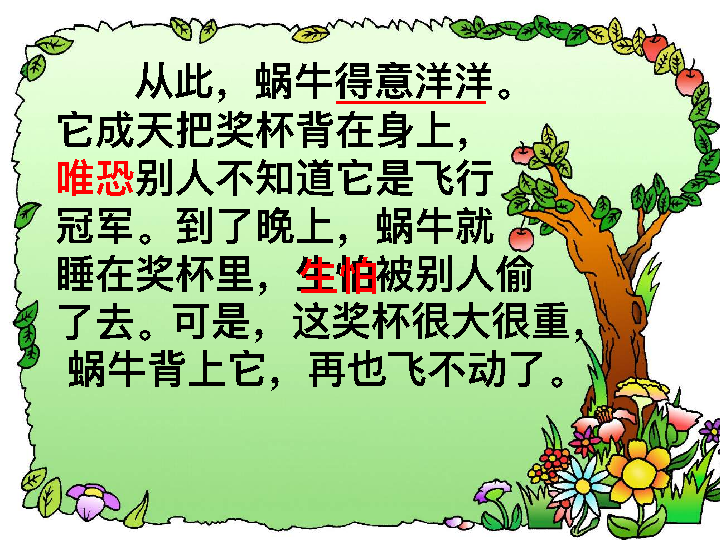 从此，蜗牛得意洋洋。
它成天把奖杯背在身上，
唯恐别人不知道它是飞行
冠军。到了晚上，蜗牛就
睡在奖杯里，生怕被别人偷
了去。可是，这奖杯很大很重，
蜗牛背上它，再也飞不动了。